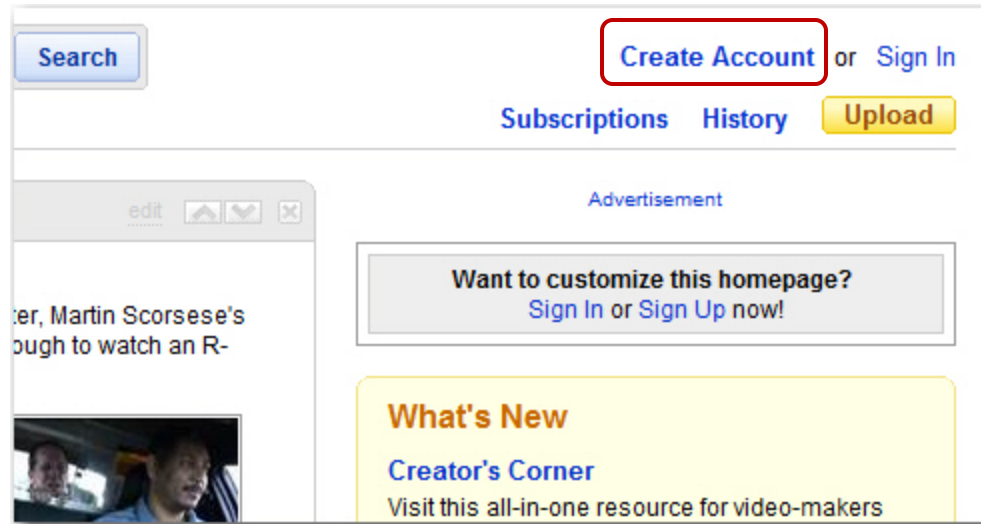 Search
Create Account or Sign In
Subscriptions History Upload
edit
Advertisement
Want to customize this homepage?
Sign In or Sign Up now!
ter, Martin Scorsese's
ough to watch an R-
What's New
Creator's Corner
Visit this all-in-one resource for video-makers